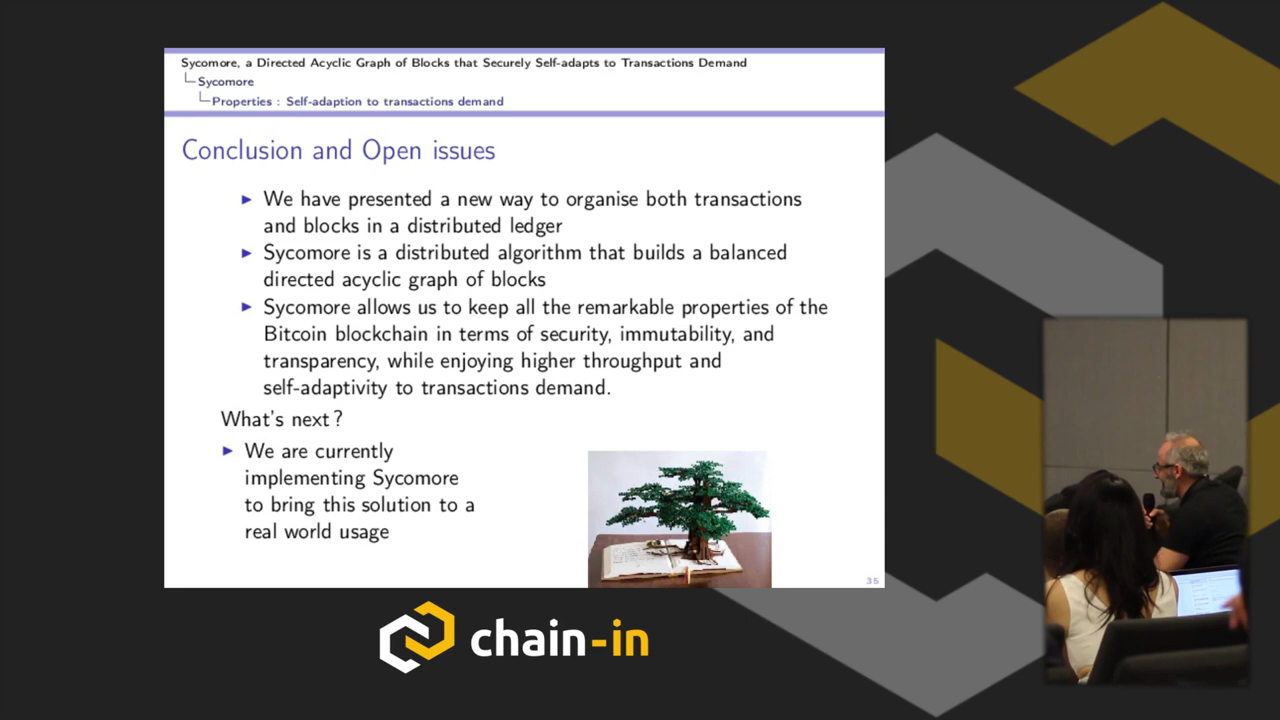 Sycomore, a Directed Acyclic Graph of Blocks that Securely Self-adapts to Transactions Demand
Sycomore
Properties : Self-adaption to transactions demand
Conclusion and Open issues
We have presented a new way to organise both transactions
and blocks in a distributed ledger
Sycomore is a distributed algorithm that builds a balanced
directed acyclic graph of blocks
Sycomore allows us to keep all the remarkable properties of the
Bitcoin blockchain in terms of security, immutability, and
transparency, while enjoying higher throughput and
self-adaptivity to transactions demand.
What's next ?
We are currently
implementing Sycomore
to bring this solution to a
real world usage
35
chain-in